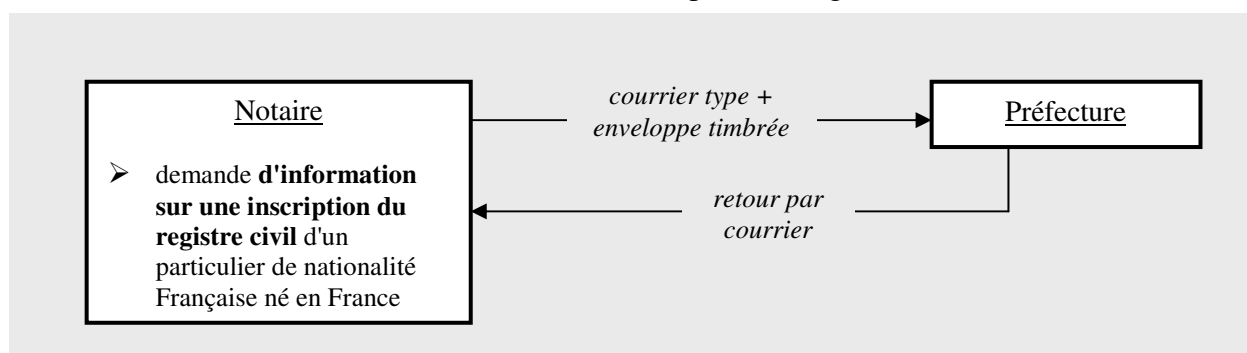 Notaire
➢ demande d'information
sur une inscription du
registre civil d'un
particulier de nationalité
Française né en France
courrier type +
enveloppe timbrée
Préfecture
retour par
courrier